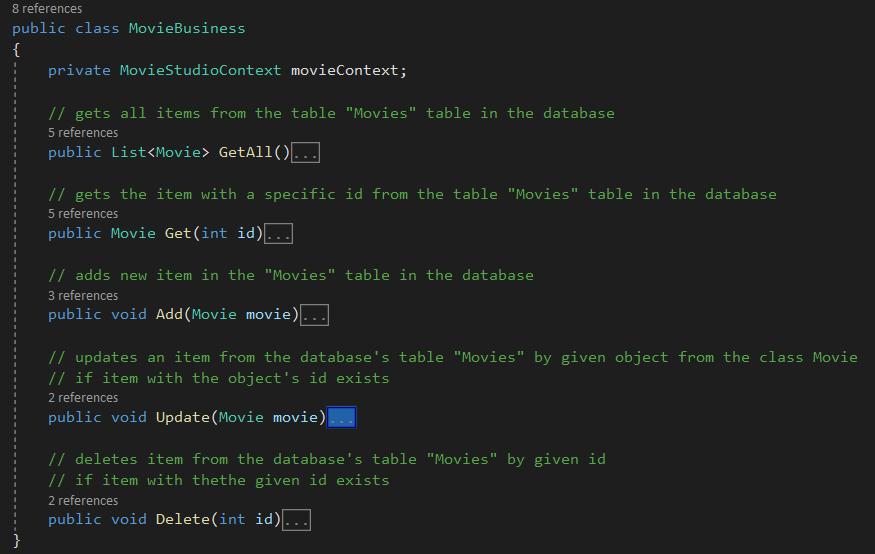 8 references
public class MovieBusiness
{
private MovieStudioContext movieContext;
// gets all items from the table "Movies" table in the database
5 references
public List<Movie> GetAll()...
// gets the item with a specific id from the table "Movies" table in the database
5 references
public Movie Get(int id)...
// adds new item in the "Movies" table in the database
3 references
public void Add(Movie movie)...
// updates an item from the database's table "Movies" by given object from the class Movie
// if item with the object's id exists
2 references
public void Update(Movie movie)...
// deletes item from the database's table "Movies" by given id
// if item with thethe given id exists
2 references
public void Delete(int id)...
}